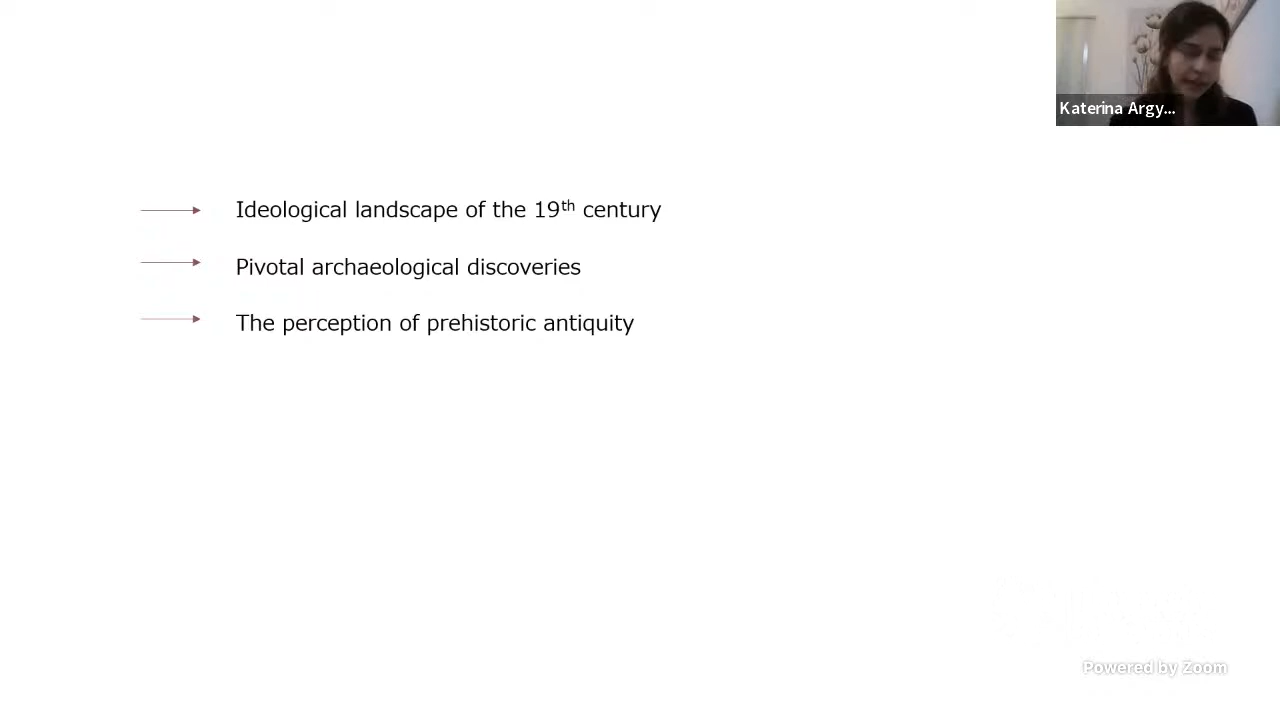 Katerina Argy...
Ideological landscape of the 19th century
Pivotal archaeological discoveries
The perception of prehistoric antiquity
Powered by Zoom